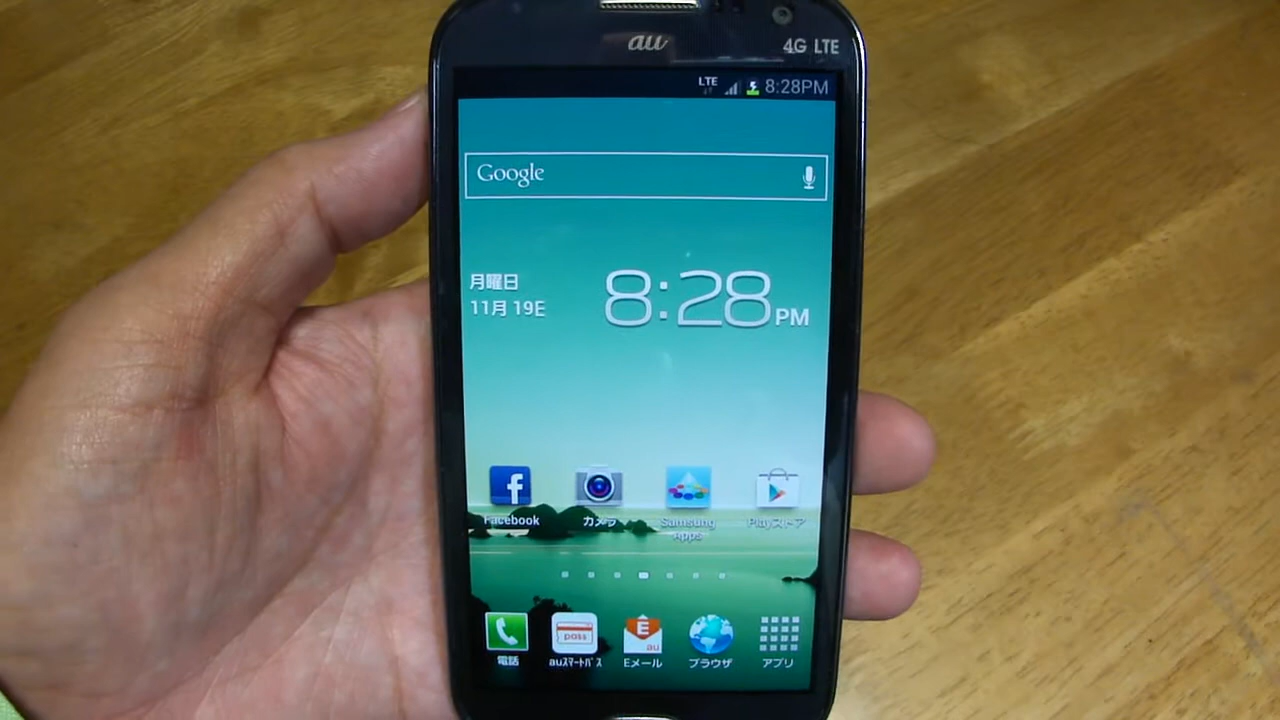 au
4G LTE
LTE 8:28PM
Google
月曜日
11月 19E
8:28PM
Facebook カメラ Samsung Apps Playストア
E
pass au
電話 auスマートパス Eメール ブラウザ アプリ